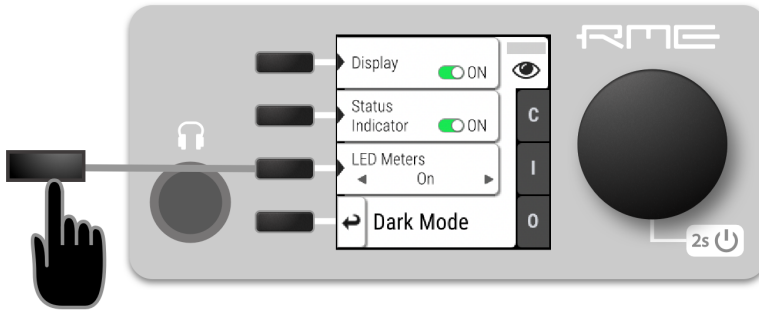 RME
Display
ON
Status
Indicator
ON
C
LED Meters
On
I
Dark Mode
O
2s